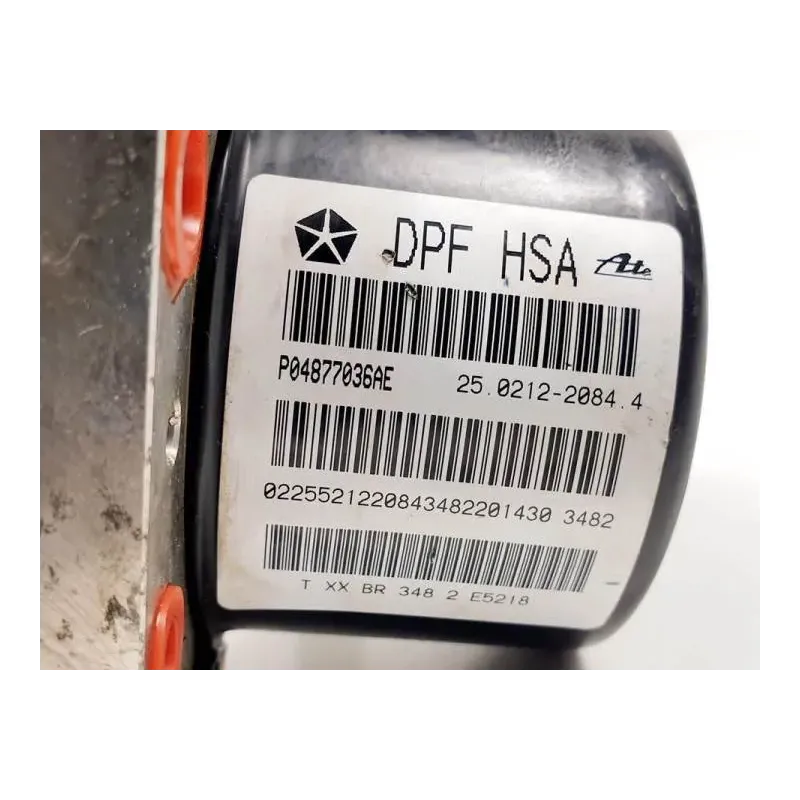 DPF HSA Ate
P04877036AE 25.0212-2084.4
0225521220843482201430 3482
T XX BR 348 2 E5218